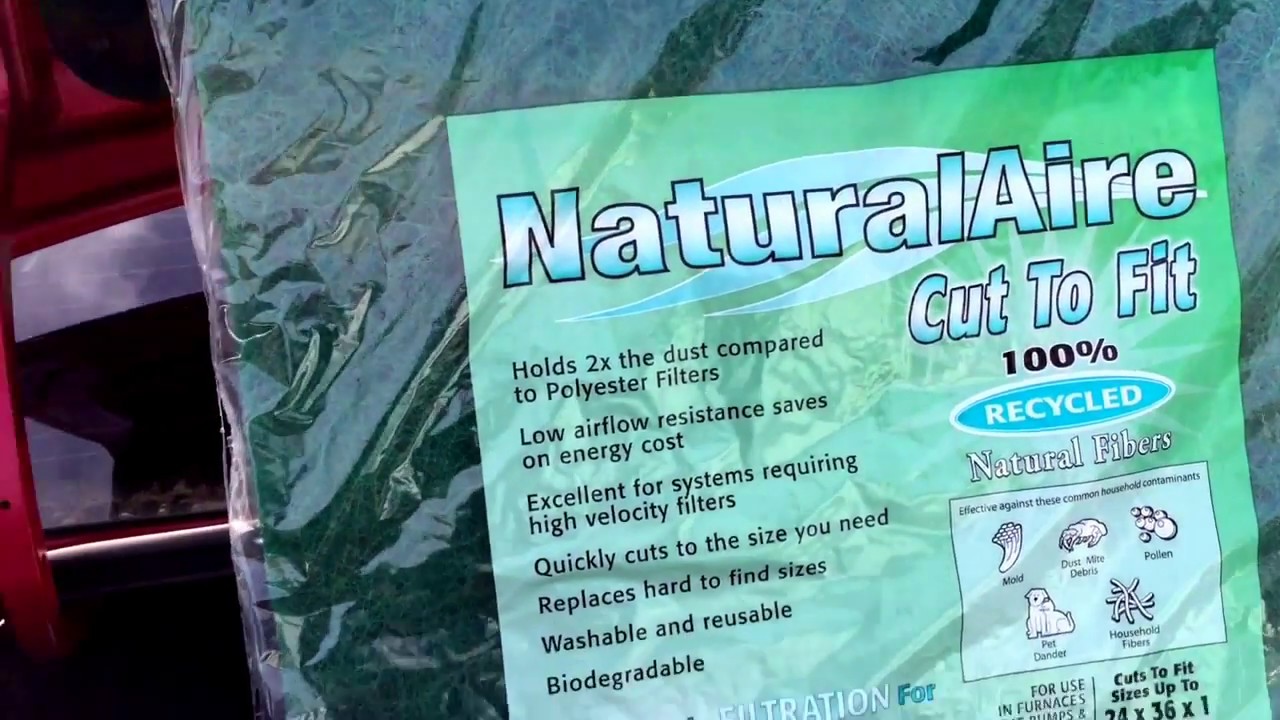 NaturalAire
Cut To Fit
100%
RECYCLED
Natural Fibers
Holds 2x the dust compared
to Polyester Filters
Low airflow resistance saves
on energy cost
Excellent for systems requiring
high velocity filters
Quickly cuts to the size you need
Replaces hard to find sizes
Washable and reusable
Biodegradable
Effective against these common household contaminants
Mold
Dust Mite
Debris
Pollen
Pet
Dander
Household
Fibers
FILTRATION For
FOR USE
IN FURNACES
&
Cuts To Fit
Sizes Up To
24 x 36 x 1